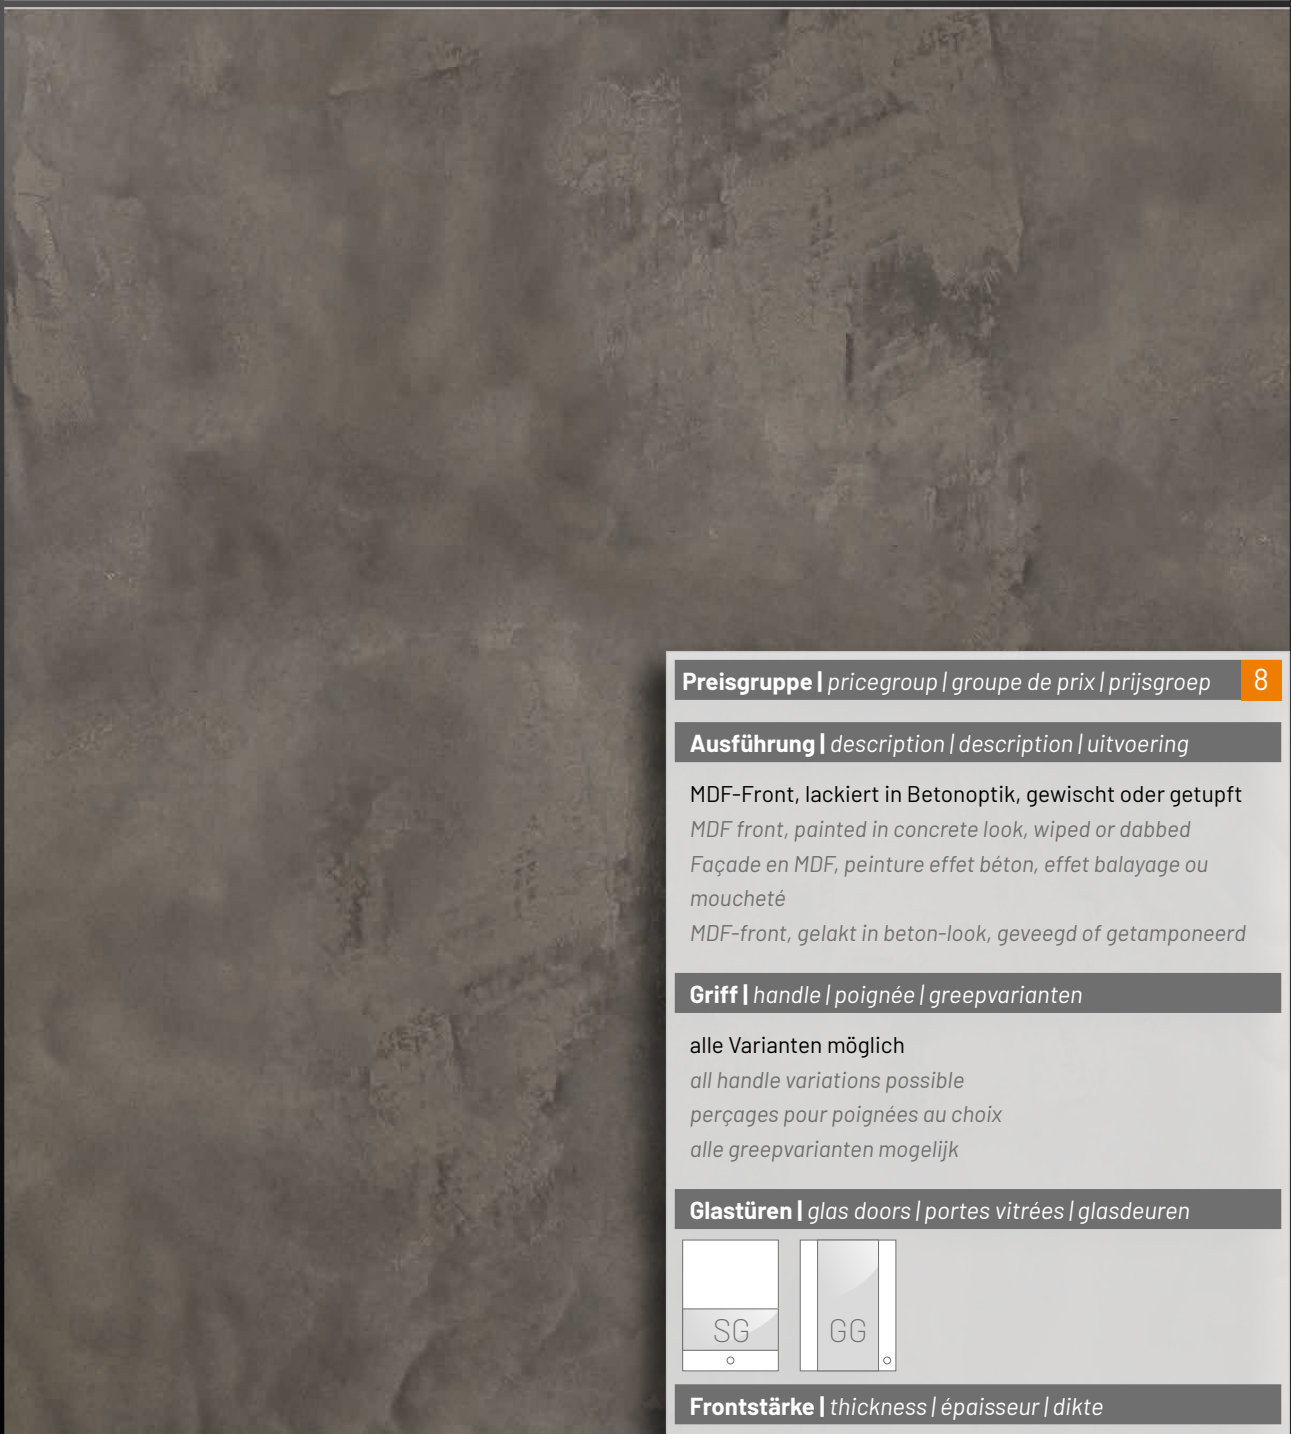 Preisgruppe | pricegroup | groupe de prix | prijsgroep 8
Ausführung | description | description | uitvoering
MDF-Front, lackiert in Betonoptik, gewischt oder getupft
MDF front, painted in concrete look, wiped or dabbed
Façade en MDF, peinture effet béton, effet balayage ou
moucheté
MDF-front, gelakt in beton-look, geveegd of getamponeerd
Griff | handle | poignée | greepvarianten
alle Varianten möglich
all handle variations possible
perçages pour poignées au choix
alle greepvarianten mogelijk
Glastüren | glas doors | portes vitrées | glasdeuren
SG GG
Frontstärke | thickness | épaisseur | dikte